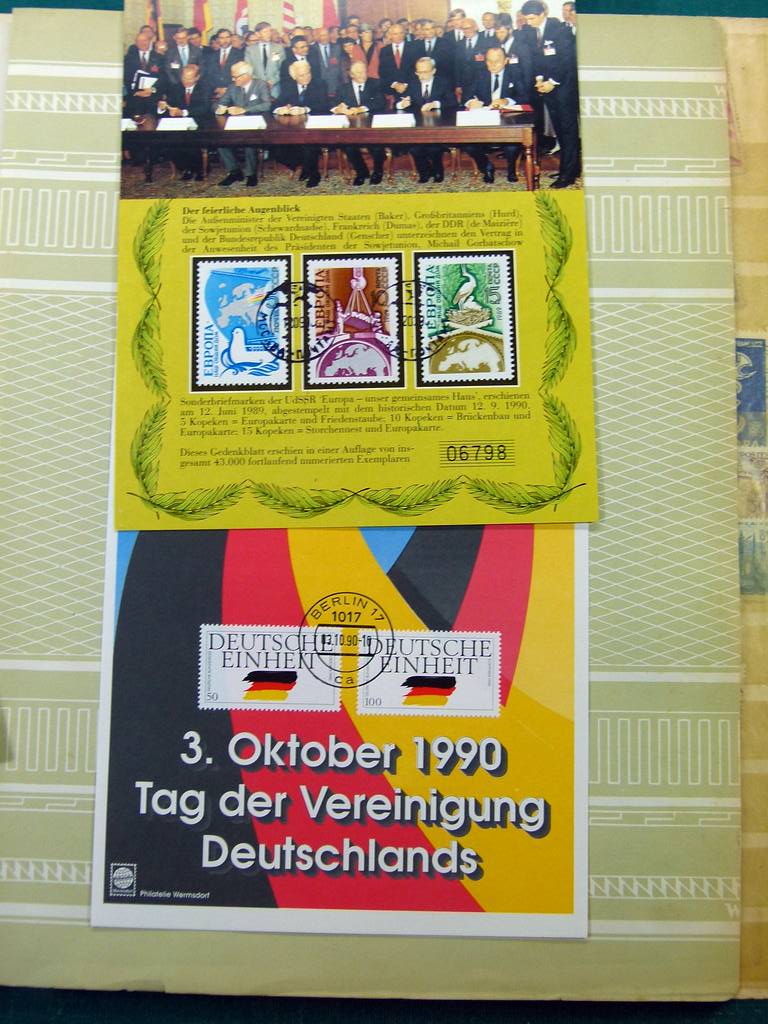 Der feierliche Augenblick
Die Außenminister der Vereinigten Staaten (Baker), Großbritanniens (Hurd),
der Sowjetunion (Schewardnadse), Frankreich (Dumas), der DDR (de Maizière)
und der Bundesrepublik Deutschland (Genscher) unterzeichnen den Vertrag in
der Anwesenheit des Präsidenten der Sowjetunion, Michail Gorbatschow
ЕВРОПА
ЕВРОПА
ЕВРОПА
Sonderbriefmarken der UdSSR 'Europa – unser gemeinsames Haus', erschienen
am 12. Juni 1989, abgestempelt mit dem historischen Datum 12. 9. 1990.
5 Kopeken = Europakarte und Friedenstaube; 10 Kopeken = Brückenbau und
Europakarte; 15 Kopeken = Storchennest und Europakarte.
Dieses Gedenkblatt erschien in einer Auflage von ins-
gesamt 43.000 fortlaufend numerierten Exemplaren
06798
BERLIN 17
1017
03.10.90-16
ca
DEUTSCHE
EINHEIT
50
DEUTSCHE
EINHEIT
100
3. Oktober 1990
Tag der Vereinigung
Deutschlands
Philatelie Wermsdorf